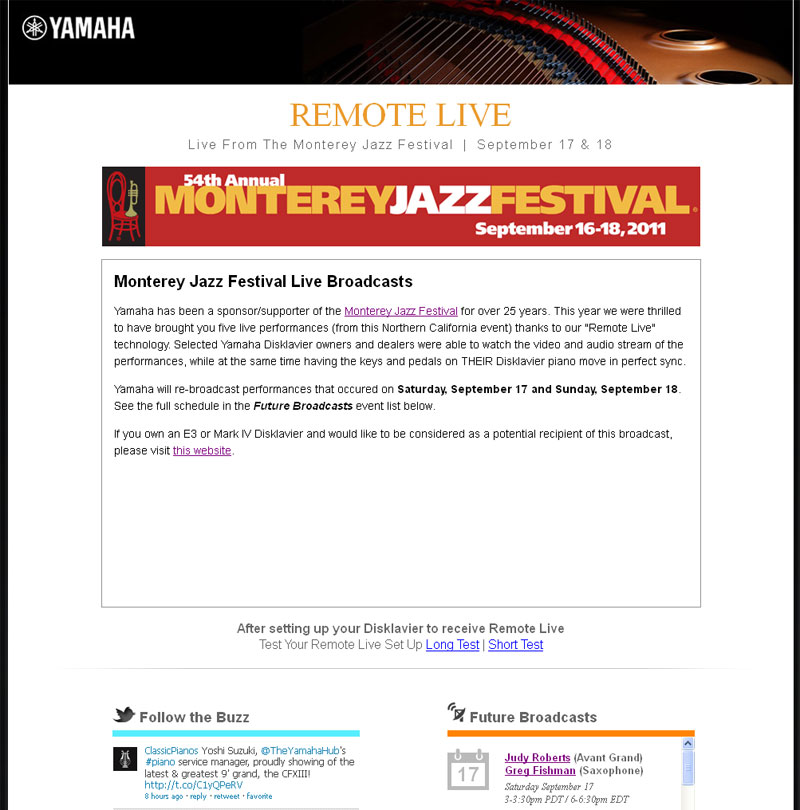 YAMAHA
REMOTE LIVE
Live From The Monterey Jazz Festival | September 17 & 18
54th Annual
MONTEREYJAZZFESTIVAL®
September 16-18, 2011
Monterey Jazz Festival Live Broadcasts
Yamaha has been a sponsor/supporter of the Monterey Jazz Festival for over 25 years. This year we were thrilled
to have brought you five live performances (from this Northern California event) thanks to our "Remote Live"
technology. Selected Yamaha Disklavier owners and dealers were able to watch the video and audio stream of the
performances, while at the same time having the keys and pedals on THEIR Disklavier piano move in perfect sync.
Yamaha will re-broadcast performances that occured on Saturday, September 17 and Sunday, September 18.
See the full schedule in the Future Broadcasts event list below.
If you own an E3 or Mark IV Disklavier and would like to be considered as a potential recipient of this broadcast,
please visit this website.
After setting up your Disklavier to receive Remote Live
Test Your Remote Live Set Up Long Test | Short Test
Follow the Buzz
ClassicPianos Yoshi Suzuki, @TheYamahaHub's
#piano service manager, proudly showing of the
latest & greatest 9' grand, the CFXIII!
http://t.co/C1yQPeRV
8 hours ago · reply · retweet · favorite
Future Broadcasts
17
Judy Roberts (Avant Grand)
Greg Fishman (Saxophone)
Saturday September 17
3-3:30pm PDT / 6-6:30pm EDT